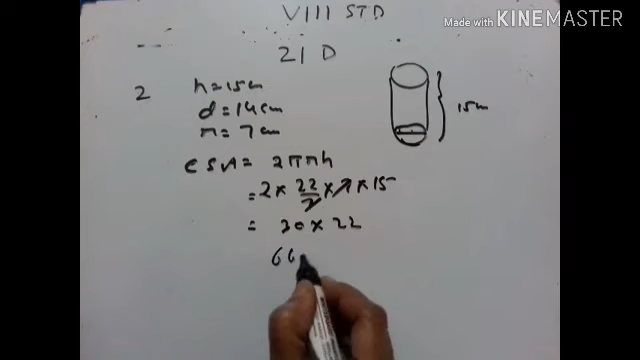 VIII STD
Made with KINEMASTER
21 D
2
h = 15cm
d = 14cm
r = 7cm
15cm
CSA = 2πrh
= 2 × 22/7 × 7 × 15
= 30 × 22
66